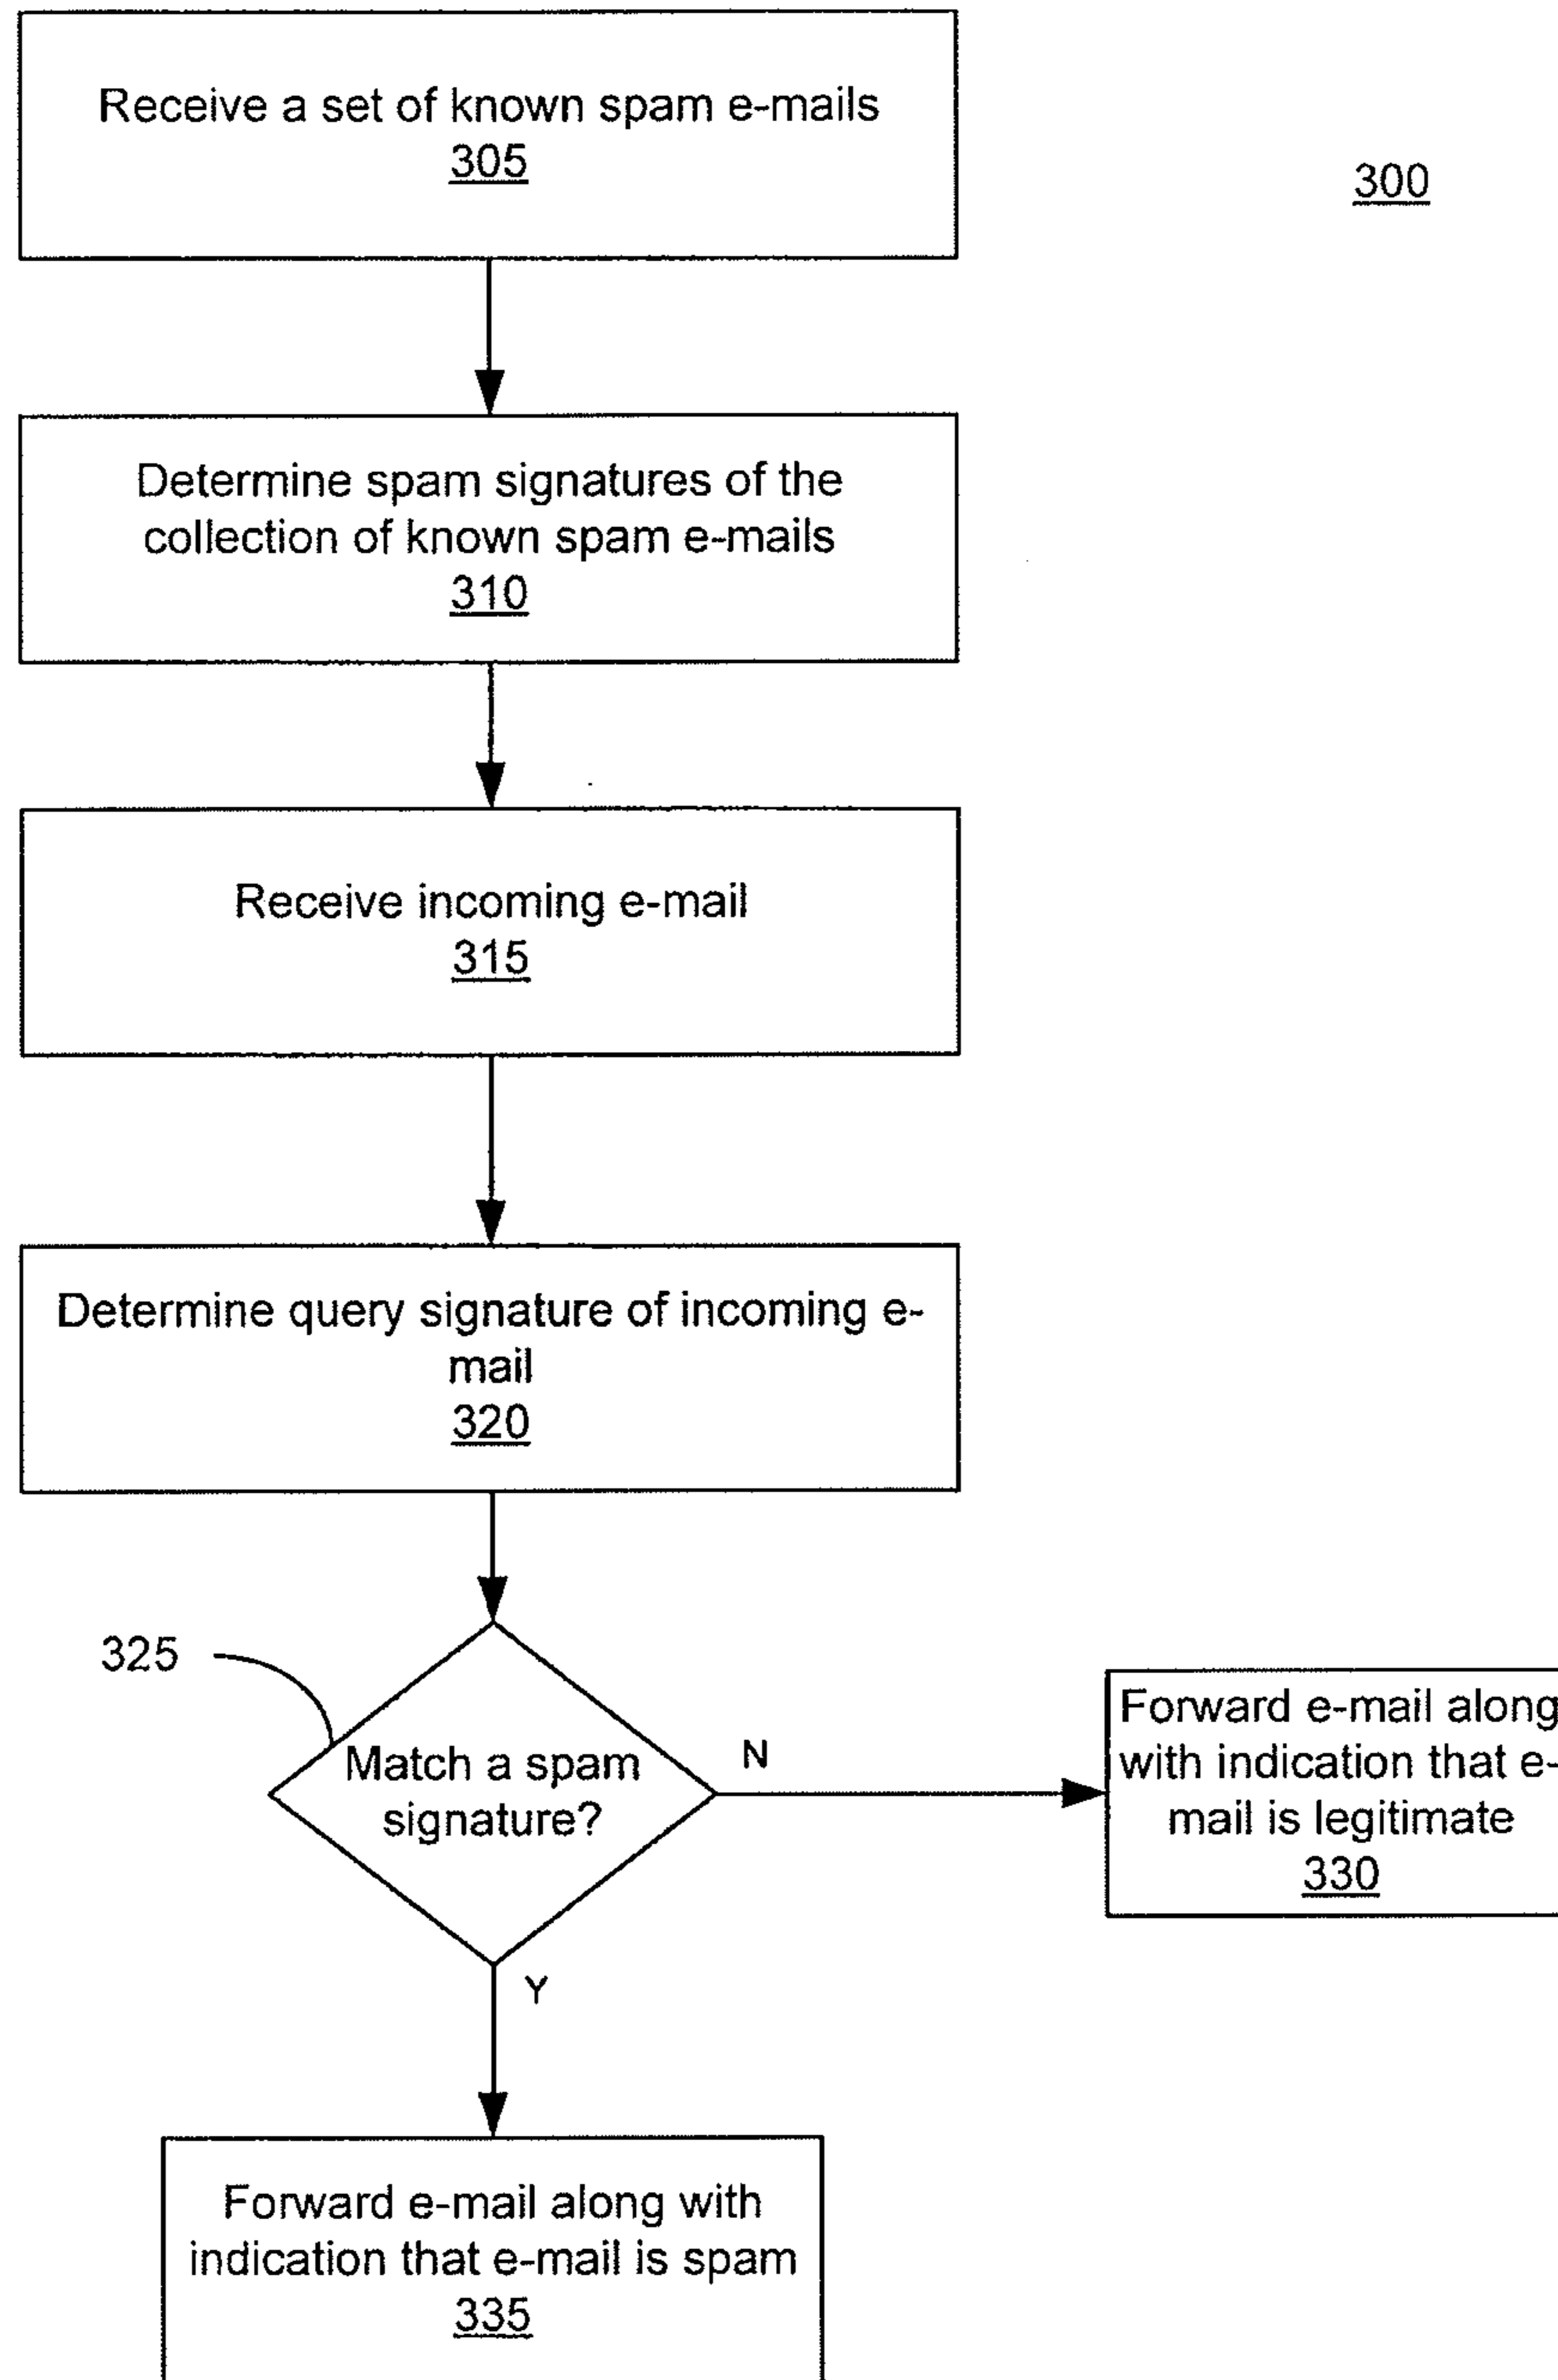 Receive a set of known spam e-mails
305
300
Determine spam signatures of the
collection of known spam e-mails
310
Receive incoming e-mail
315
Determine query signature of incoming e-
mail
320
325
Match a spam
signature?
N
Forward e-mail along
with indication that e-
mail is legitimate
330
Y
Forward e-mail along with
indication that e-mail is spam
335